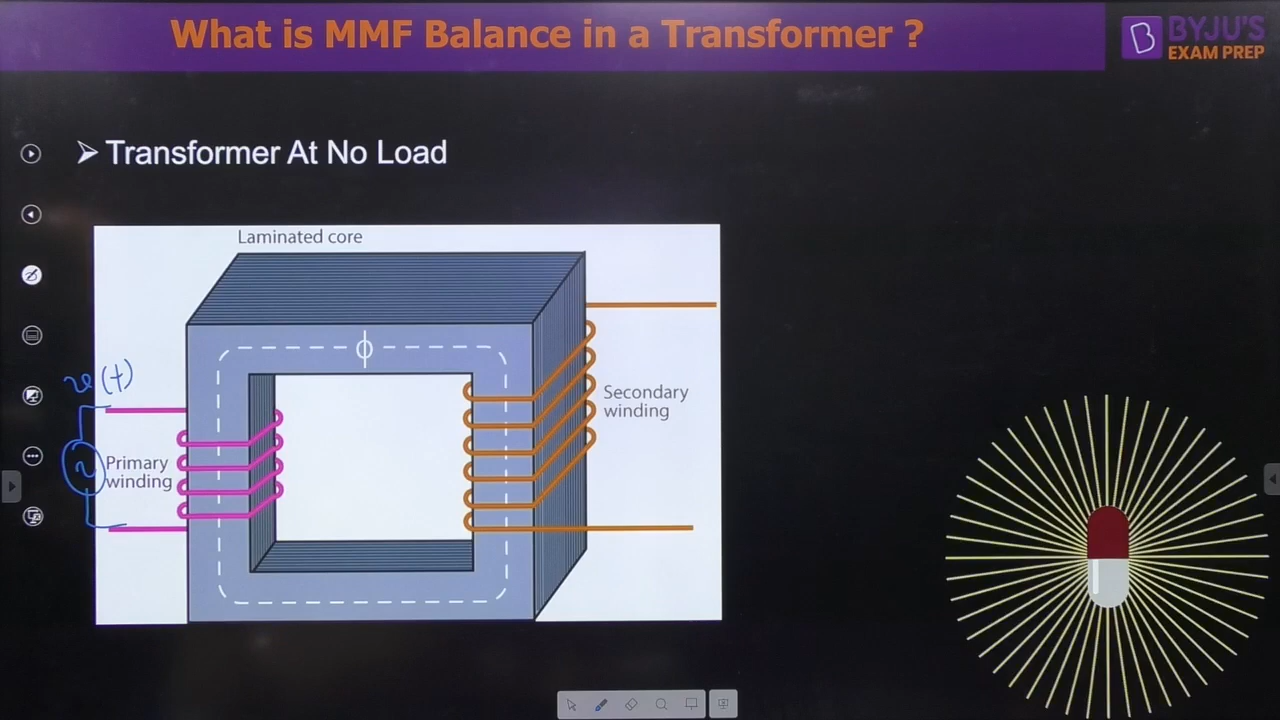 What is MMF Balance in a Transformer ?
BYJU'S
EXAM PREP
➢ Transformer At No Load
Laminated core
ϕ
v(t)
Primary
winding
Secondary
winding